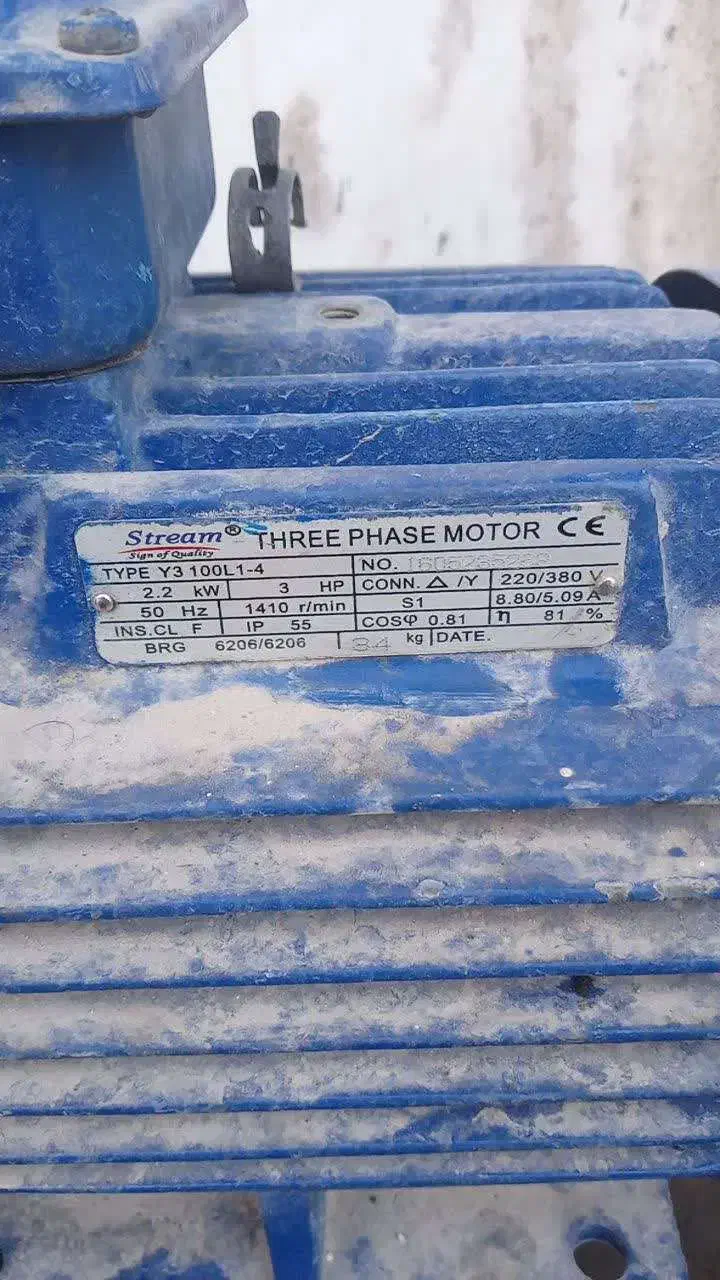 Stream® THREE PHASE MOTOR CE
Sign of Quality
TYPE Y3 100L1-4 NO.
2.2 kW 3 HP CONN. △ /Y 220/380 V
50 Hz 1410 r/min S1 8.80/5.09 A
INS.CL F IP 55 COSφ 0.81 η 81 %
BRG 6206/6206 34 kg DATE.